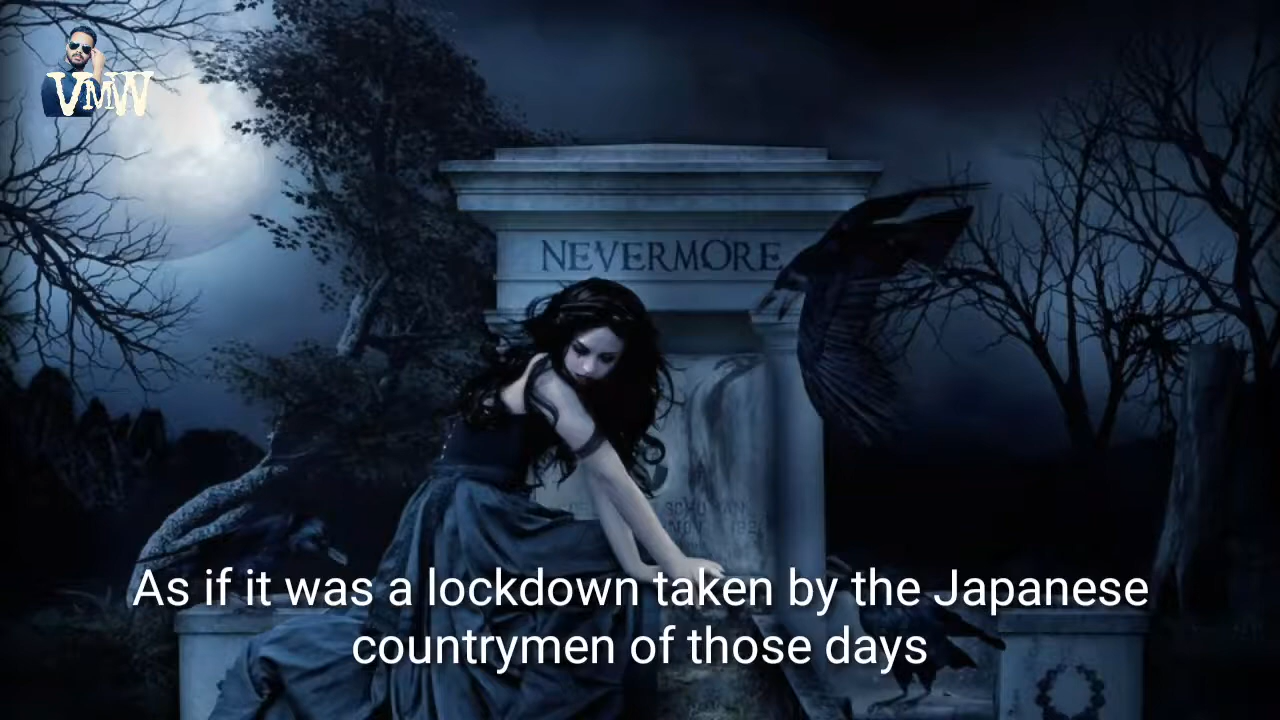 VMW
NEVERMORE
As if it was a lockdown taken by the Japanese
countrymen of those days